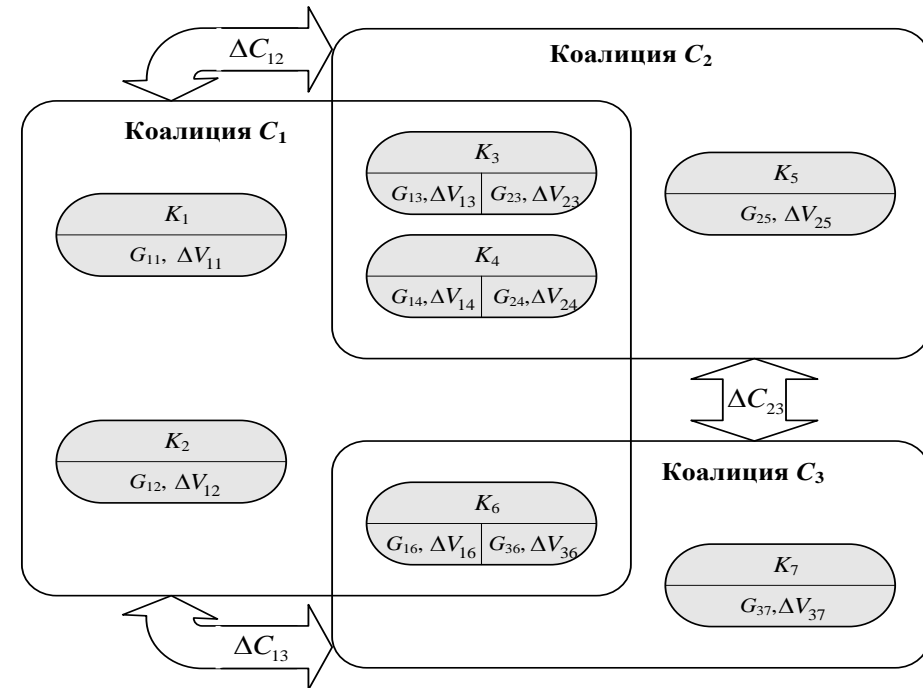 ΔC₁₂
Коалиция C₂
Коалиция C₁
K₃
G₁₃, ΔV₁₃ G₂₃, ΔV₂₃
K₅
G₂₅, ΔV₂₅
K₁
G₁₁, ΔV₁₁
K₄
G₁₄, ΔV₁₄ G₂₄, ΔV₂₄
ΔC₂₃
K₂
G₁₂, ΔV₁₂
Коалиция C₃
K₆
G₁₆, ΔV₁₆ G₃₆, ΔV₃₆
K₇
G₃₇, ΔV₃₇
ΔC₁₃